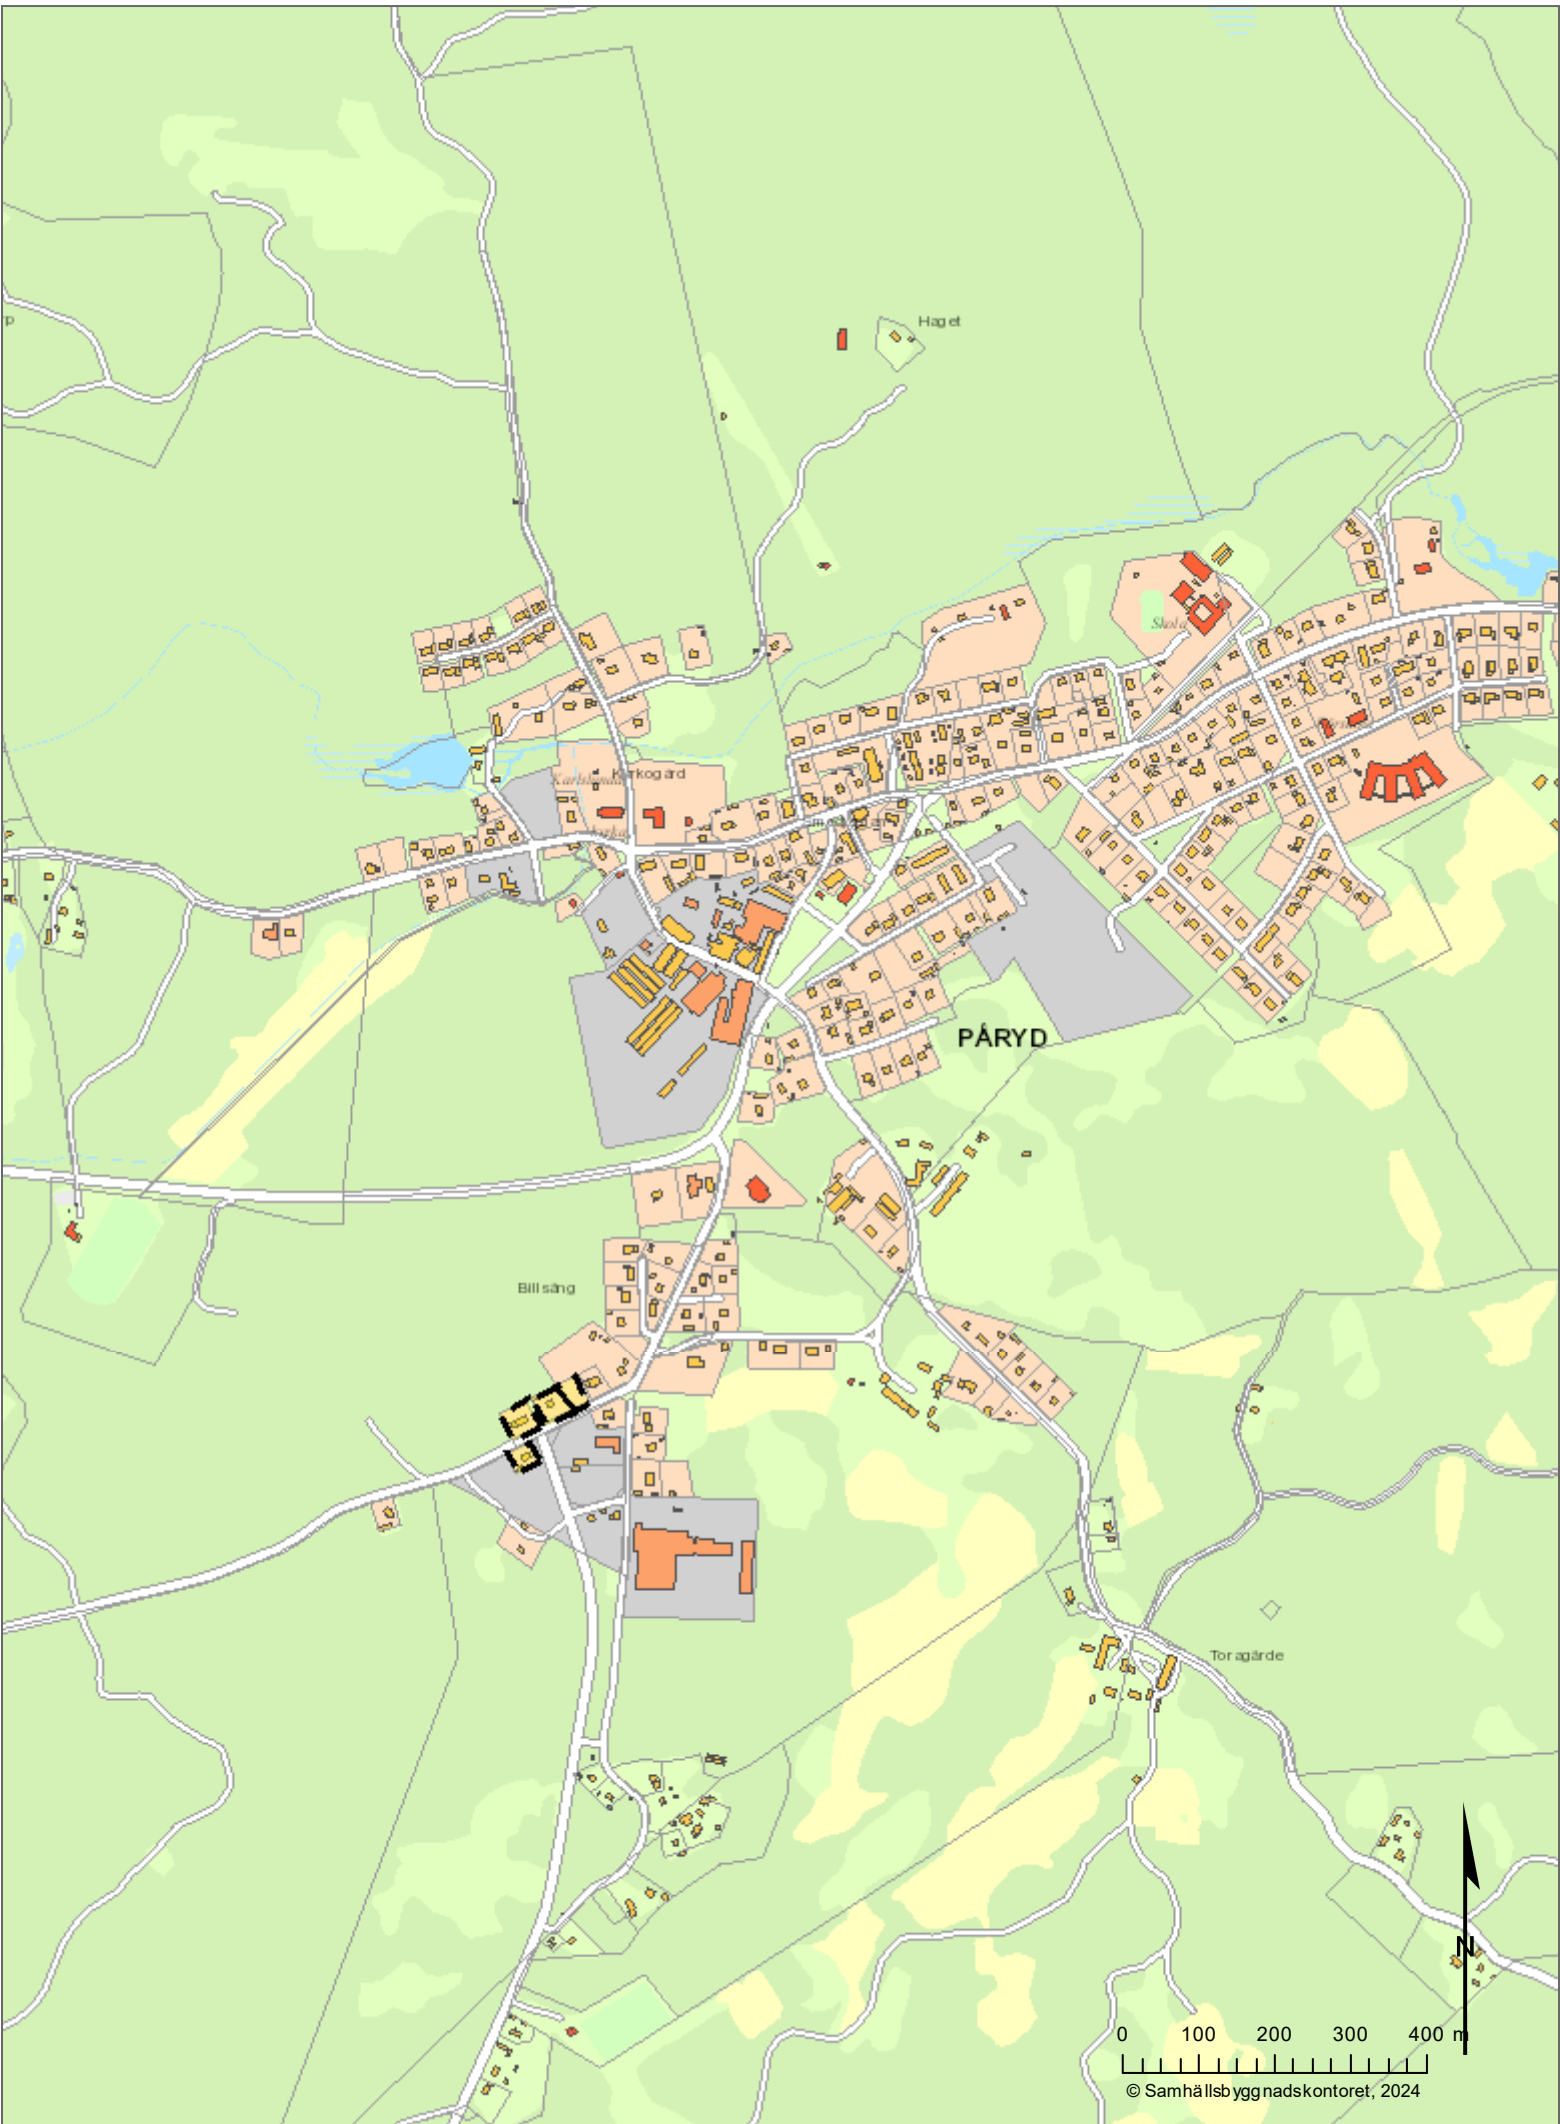 Haget
Skola
Kyrkogård
PÅRYD
Billsäng
Toragärde
N
0 100 200 300 400 m
© Samhällsbyggnadskontoret, 2024